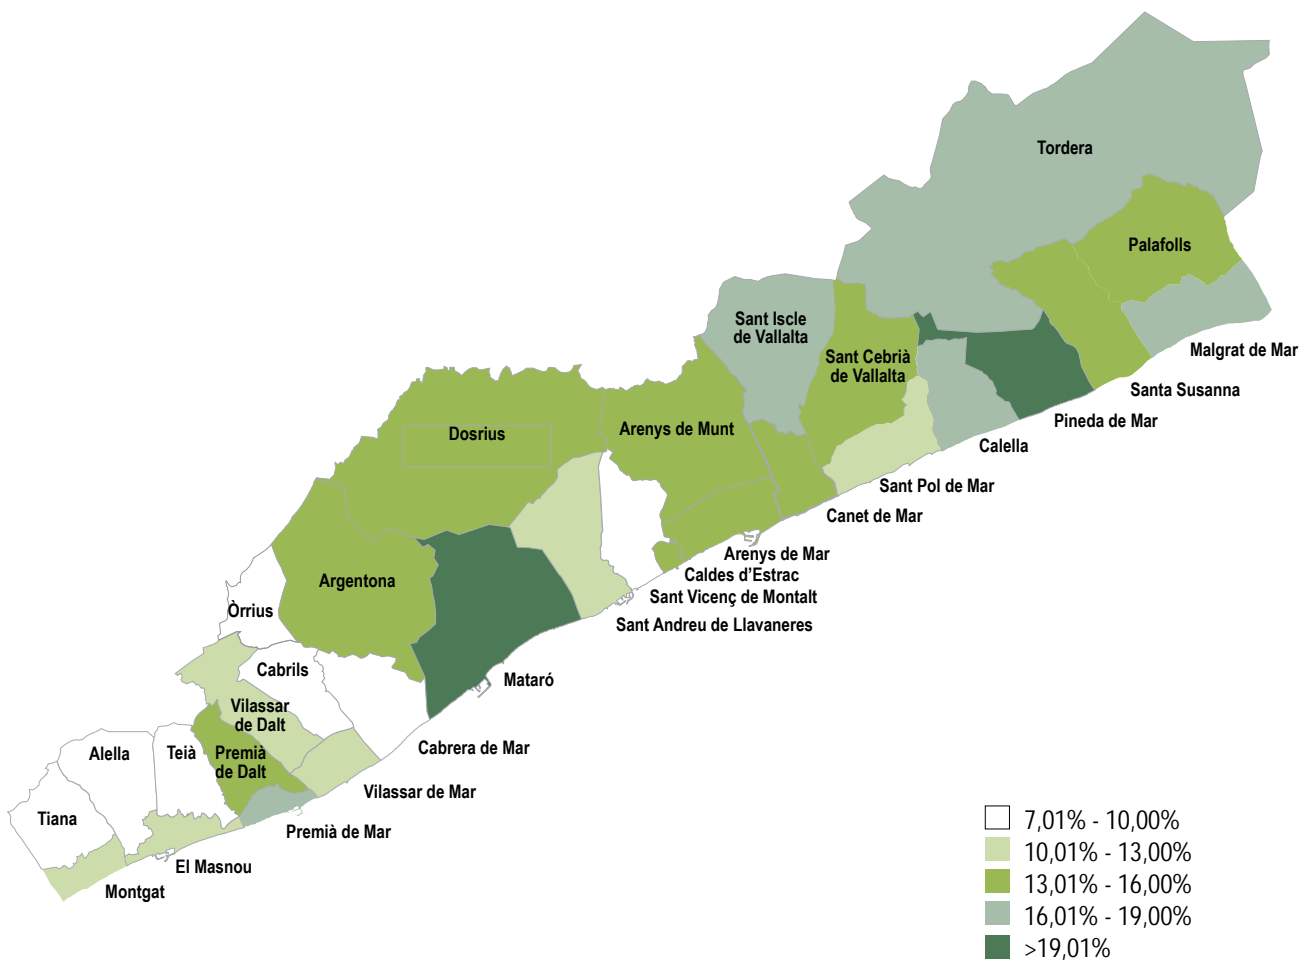 Tordera
Palafolls
Sant Iscle
de Vallalta
Sant Cebrià
de Vallalta
Malgrat de Mar
Santa Susanna
Pineda de Mar
Dosrius
Arenys de Munt
Calella
Sant Pol de Mar
Canet de Mar
Arenys de Mar
Argentona
Caldes d’Estrac
Sant Vicenç de Montalt
Òrrius
Sant Andreu de Llavaneres
Cabrils
Mataró
Vilassar
de Dalt
Alella
Teià
Premià
de Dalt
Cabrera de Mar
Vilassar de Mar
Tiana
Premià de Mar
El Masnou
Montgat
7,01% - 10,00%
10,01% - 13,00%
13,01% - 16,00%
16,01% - 19,00%
>19,01%